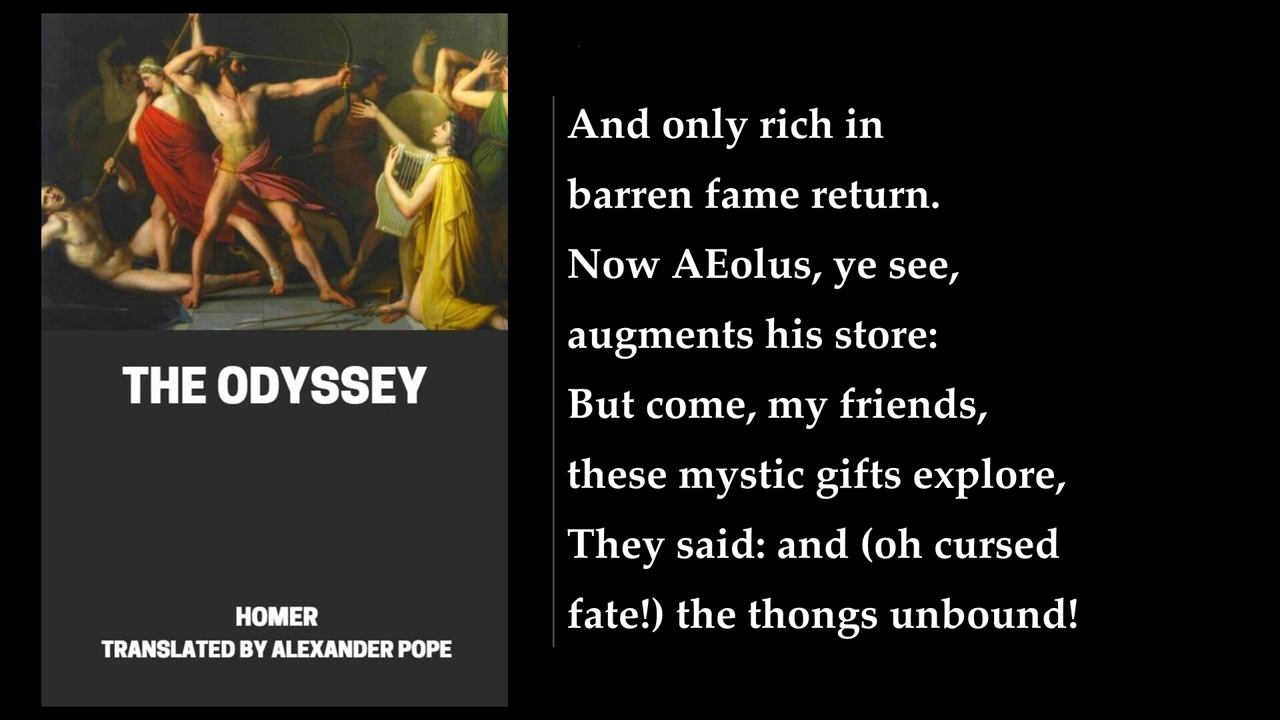 THE ODYSSEY
HOMER
TRANSLATED BY ALEXANDER POPE
And only rich in
barren fame return.
Now AEolus, ye see,
augments his store:
But come, my friends,
these mystic gifts explore,
They said: and (oh cursed
fate!) the thongs unbound!